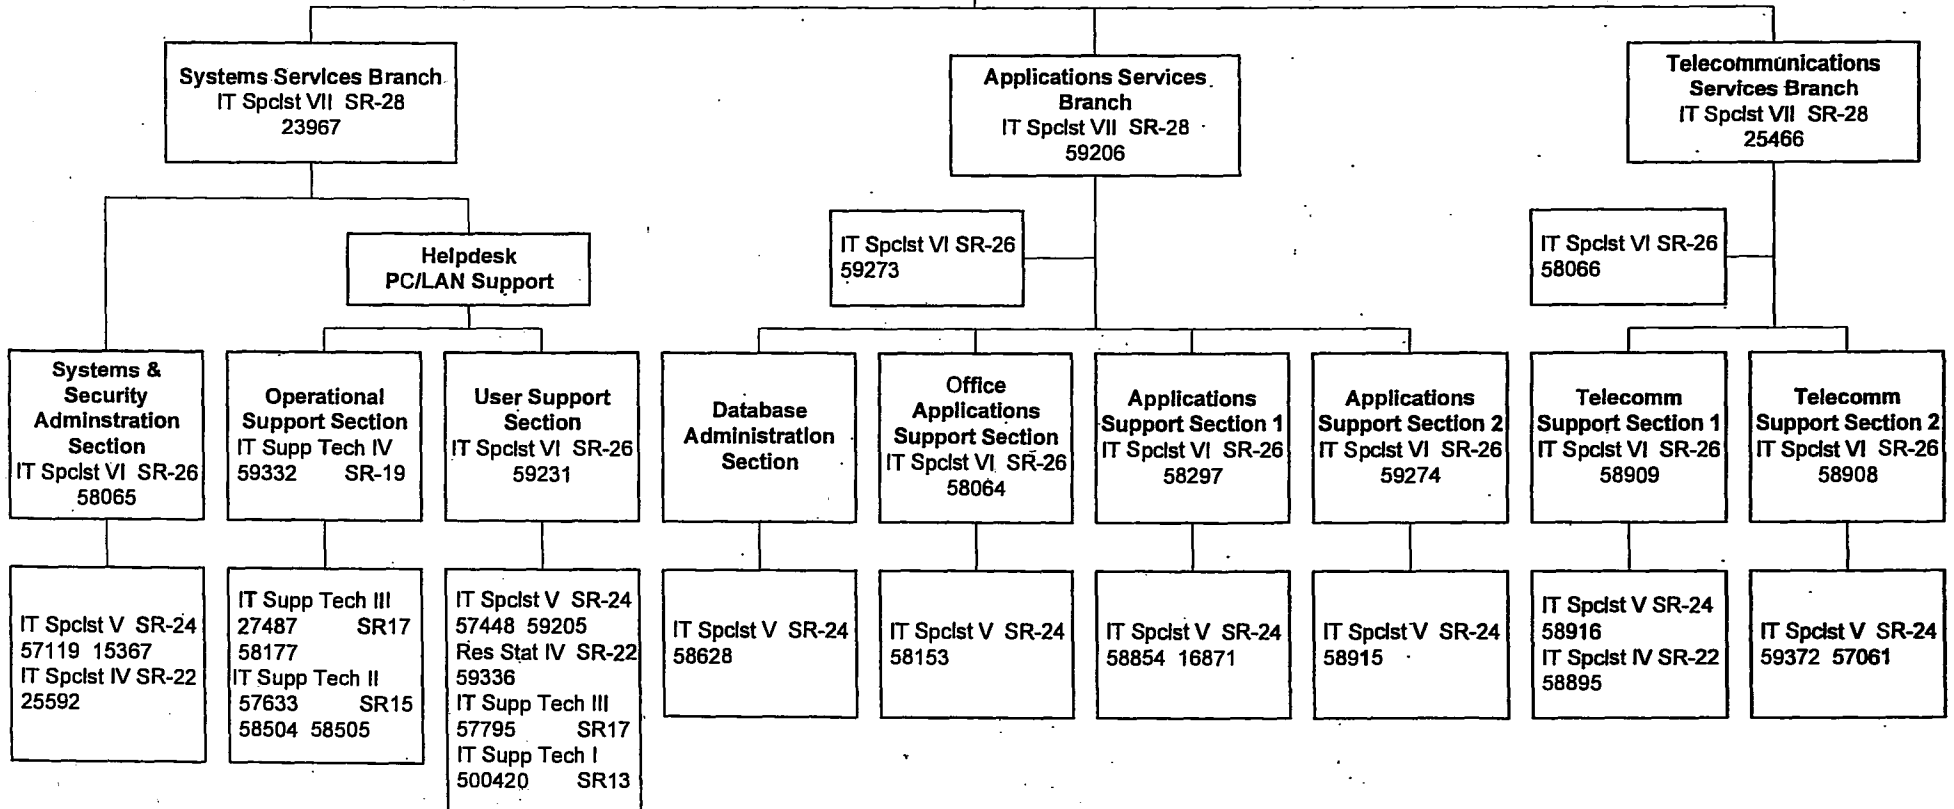 Systems Services Branch
IT Spclst VII SR-28
23967
Applications Services
Branch
IT Spclst VII SR-28
59206
Telecommunications
Services Branch
IT Spclst VII SR-28
25466
Helpdesk
PC/LAN Support
IT Spclst VI SR-26
59273
IT Spclst VI SR-26
58066
Systems &
Security
Adminstration
Section
IT Spclst VI SR-26
58065
Operational
Support Section
IT Supp Tech IV
59332 SR-19
User Support
Section
IT Spclst VI SR-26
59231
Database
Administration
Section
Office
Applications
Support Section
IT Spclst VI SR-26
58064
Applications
Support Section 1
IT Spclst VI SR-26
58297
Applications
Support Section 2
IT Spclst VI SR-26
59274
Telecomm
Support Section 1
IT Spclst VI SR-26
58909
Telecomm
Support Section 2
IT Spclst VI SR-26
58908
IT Spclst V SR-24
57119 15367
IT Spclst IV SR-22
25592
IT Supp Tech III
27487 SR17
58177
IT Supp Tech II
57633 SR15
58504 58505
IT Spclst V SR-24
57448 59205
Res Stat IV SR-22
59336
IT Supp Tech III
57795 SR17
IT Supp Tech I
500420 SR13
IT Spclst V SR-24
58628
IT Spclst V SR-24
58153
IT Spclst V SR-24
58854 16871
IT Spclst V SR-24
58915
IT Spclst V SR-24
58916
IT Spclst IV SR-22
58895
IT Spclst V SR-24
59372 57061